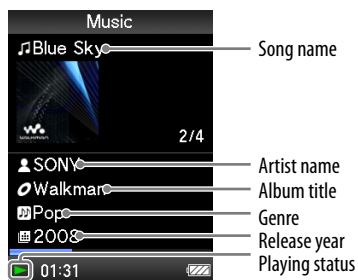 Music
Blue Sky
Song name
WALKMAN
2/4
SONY
Artist name
Walkman
Album title
Pop
Genre
2008
Release year
01:31
Playing status